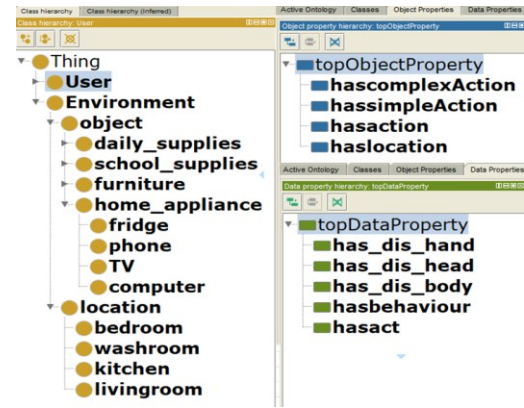 Class hierarchy
Class hierarchy (Inferred)
Class hierarchy: User
Thing
User
Environment
object
daily_supplies
school_supplies
furniture
home_appliance
fridge
phone
TV
computer
location
bedroom
washroom
kitchen
livingroom
Active Ontology
Classes
Object Properties
Data Properties
Object property hierarchy: topObjectProperty
topObjectProperty
hascomplexAction
hassimpleAction
hasaction
haslocation
Active Ontology
Classes
Object Properties
Data Properties
Data property hierarchy: topDataProperty
topDataProperty
has_dis_hand
has_dis_head
has_dis_body
hasbehaviour
hasact